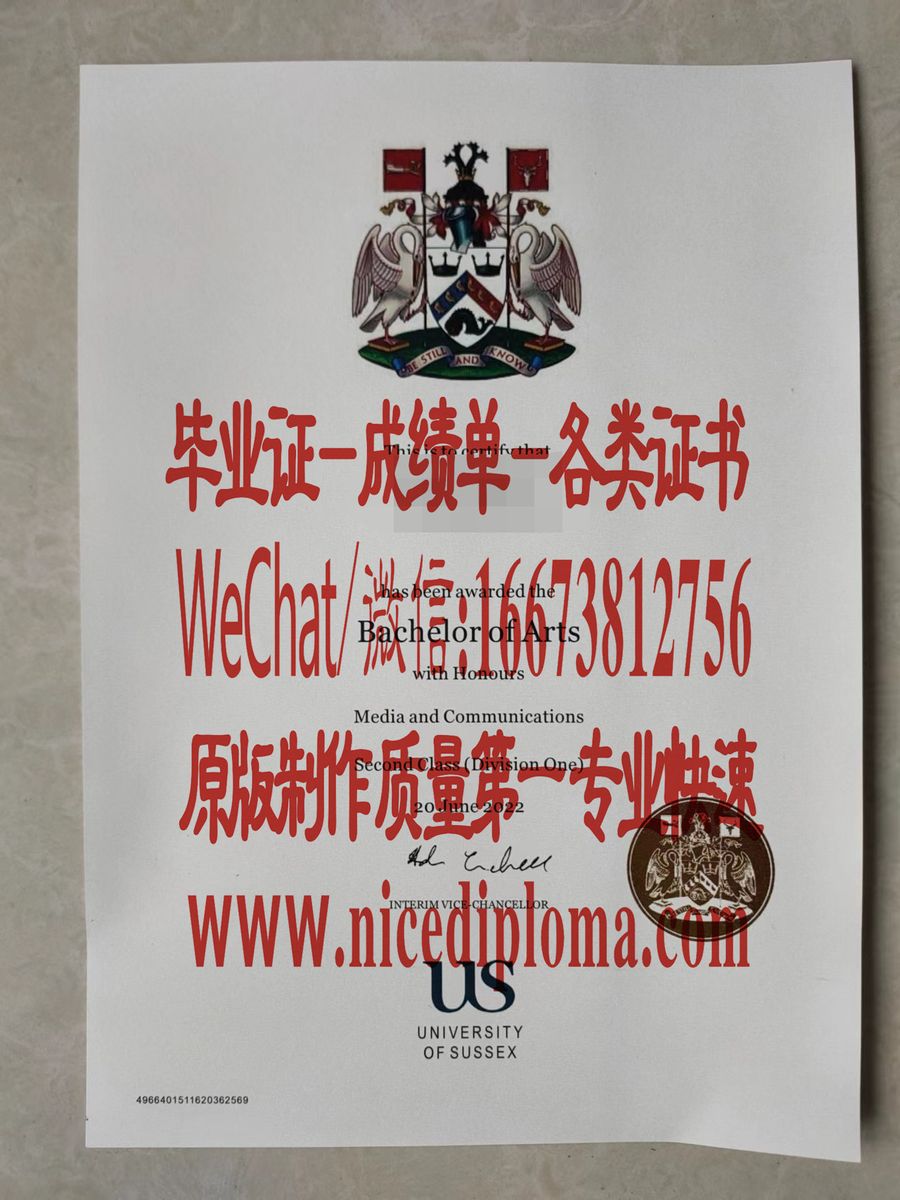 BE STILL AND KNOW
This is to certify that
毕业证一成绩单一各类证书
has been awarded the
WeChat/微信:16673812756
Bachelor of Arts
with Honours
Media and Communications
Second Class (Division One)
原版制作质量第一专业快速
20 June 2022
INTERIM VICE-CHANCELLOR
www.nicediploma.com
US
UNIVERSITY
OF SUSSEX
4966401511620362569